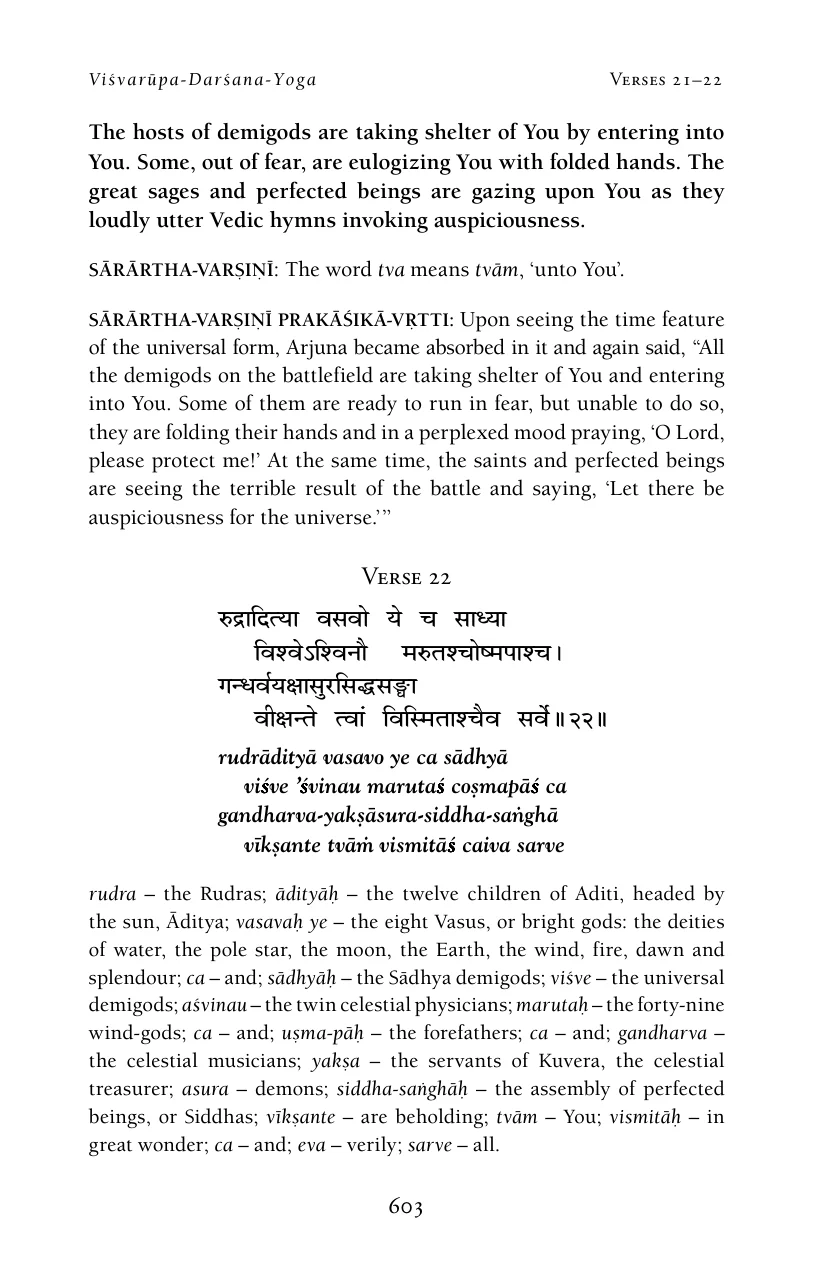 Viśvarūpa-Darśana-Yoga Verses 21–22
The hosts of demigods are taking shelter of You by entering into
You. Some, out of fear, are eulogizing You with folded hands. The
great sages and perfected beings are gazing upon You as they
loudly utter Vedic hymns invoking auspiciousness.
SĀRĀRTHA-VARṢIṆĪ: The word tva means tvām, ‘unto You’.
SĀRĀRTHA-VARṢIṆĪ PRAKĀŚIKĀ-VṚTTI: Upon seeing the time feature
of the universal form, Arjuna became absorbed in it and again said, “All
the demigods on the battlefield are taking shelter of You and entering
into You. Some of them are ready to run in fear, but unable to do so,
they are folding their hands and in a perplexed mood praying, ‘O Lord,
please protect me!’ At the same time, the saints and perfected beings
are seeing the terrible result of the battle and saying, ‘Let there be
auspiciousness for the universe.’”
Verse 22
रुद्रादित्या वसवो ये च साध्या
विश्वेऽश्विनौ मरुतश्चोष्मपाश्च।
गन्धर्वयक्षासुरसिद्धसङ्घा
वीक्षन्ते त्वां विस्मिताश्चैव सर्वे॥२२॥
rudrādityā vasavo ye ca sādhyā
viśve ’śvinau marutaś coṣmapāś ca
gandharva-yakṣāsura-siddha-saṅghā
vīkṣante tvāṁ vismitāś caiva sarve
rudra – the Rudras; ādityāḥ – the twelve children of Aditi, headed by
the sun, Āditya; vasavaḥ ye – the eight Vasus, or bright gods: the deities
of water, the pole star, the moon, the Earth, the wind, fire, dawn and
splendour; ca – and; sādhyāḥ – the Sādhya demigods; viśve – the universal
demigods; aśvinau – the twin celestial physicians; marutaḥ – the forty-nine
wind-gods; ca – and; uṣma-pāḥ – the forefathers; ca – and; gandharva –
the celestial musicians; yakṣa – the servants of Kuvera, the celestial
treasurer; asura – demons; siddha-saṅghāḥ – the assembly of perfected
beings, or Siddhas; vīkṣante – are beholding; tvām – You; vismitāḥ – in
great wonder; ca – and; eva – verily; sarve – all.
603